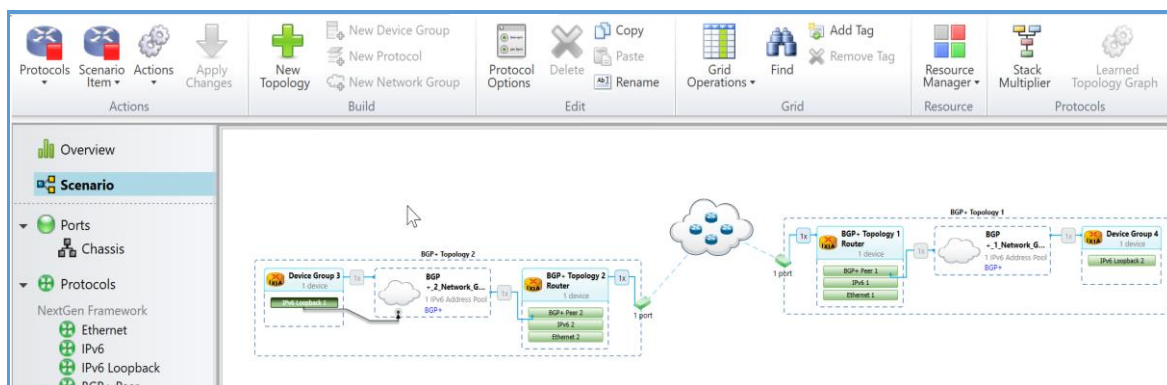 New Device Group
Copy
Add Tag
New Protocol
Paste
Remove Tag
Protocols
Scenario
Item
Actions
Apply
Changes
New
Topology
New Network Group
Protocol
Options
Delete
Rename
Grid
Operations
Find
Resource
Manager
Stack
Multiplier
Learned
Topology Graph
Actions
Build
Edit
Grid
Resource
Protocols
Overview
Scenario
Ports
Chassis
Protocols
NextGen Framework
Ethernet
IPv6
IPv6 Loopback
BGP+ Peer
BGP+ Topology 2
Device Group 3
1 device
IPv6 Loopback 1
1x
BGP
+_2_Network_G...
1 IPv6 Address Pool
BGP+
1x
BGP+ Topology 2
Router
1 device
BGP+ Peer 2
IPv6 2
Ethernet 2
1x
1 port
BGP+ Topology 1
1 port
1x
BGP+ Topology 1
Router
1 device
BGP+ Peer 1
IPv6 1
Ethernet 1
1x
BGP
+_1_Network_G...
1 IPv6 Address Pool
BGP+
1x
Device Group 4
1 device
IPv6 Loopback 2
IXIA
IXIA
IXIA
IXIA